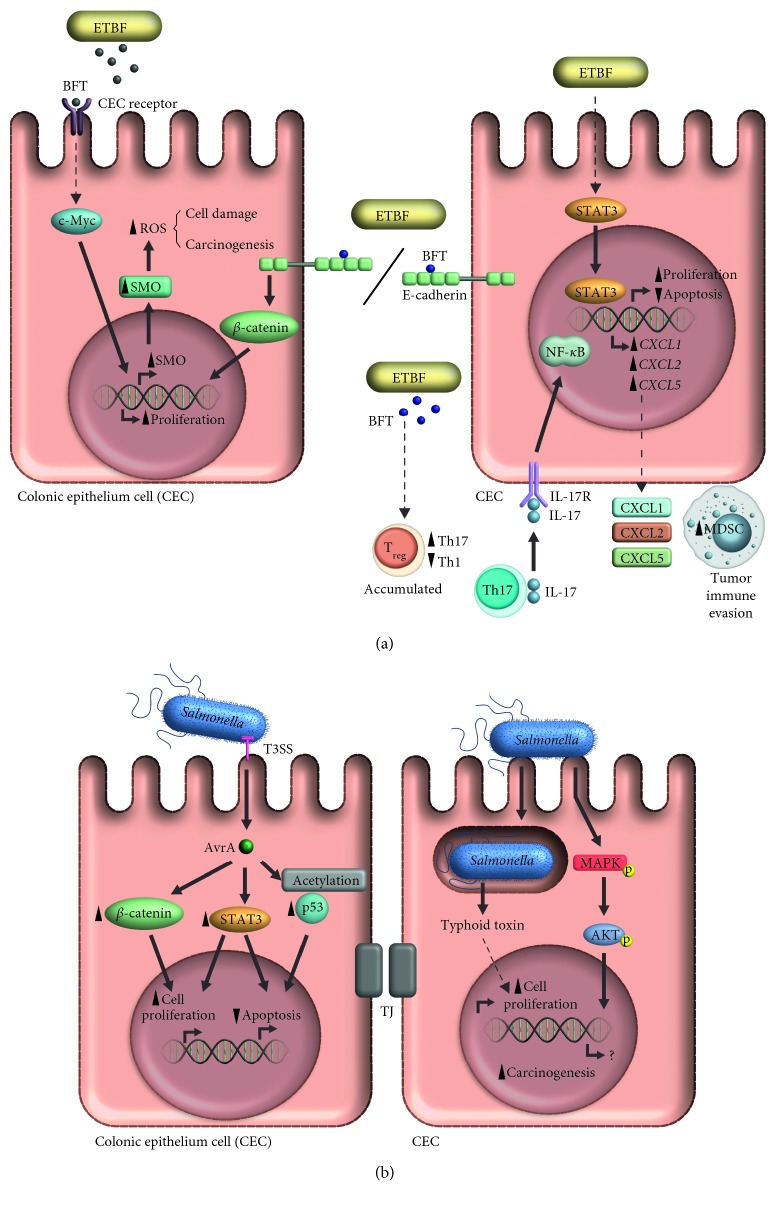 ETBF
BFT
CEC receptor
c-Myc
ROS
Cell damage
Carcinogenesis
SMO
β-catenin
SMO
Proliferation
Colonic epithelium cell (CEC)
ETBF
BFT
E-cadherin
ETBF
BFT
Treg
Th17
Th1
Accumulated
ETBF
STAT3
STAT3
Proliferation
Apoptosis
NF-κB
CXCL1
CXCL2
CXCL5
CEC
IL-17R
IL-17
Th17
IL-17
CXCL1
CXCL2
CXCL5
MDSC
Tumor
immune
evasion
(a)
Salmonella
T3SS
AvrA
Acetylation
β-catenin
STAT3
p53
Cell
proliferation
Apoptosis
Colonic epithelium cell (CEC)
TJ
Salmonella
Salmonella
MAPK
p
Typhoid toxin
AKT
p
Cell
proliferation
?
Carcinogenesis
CEC
(b)